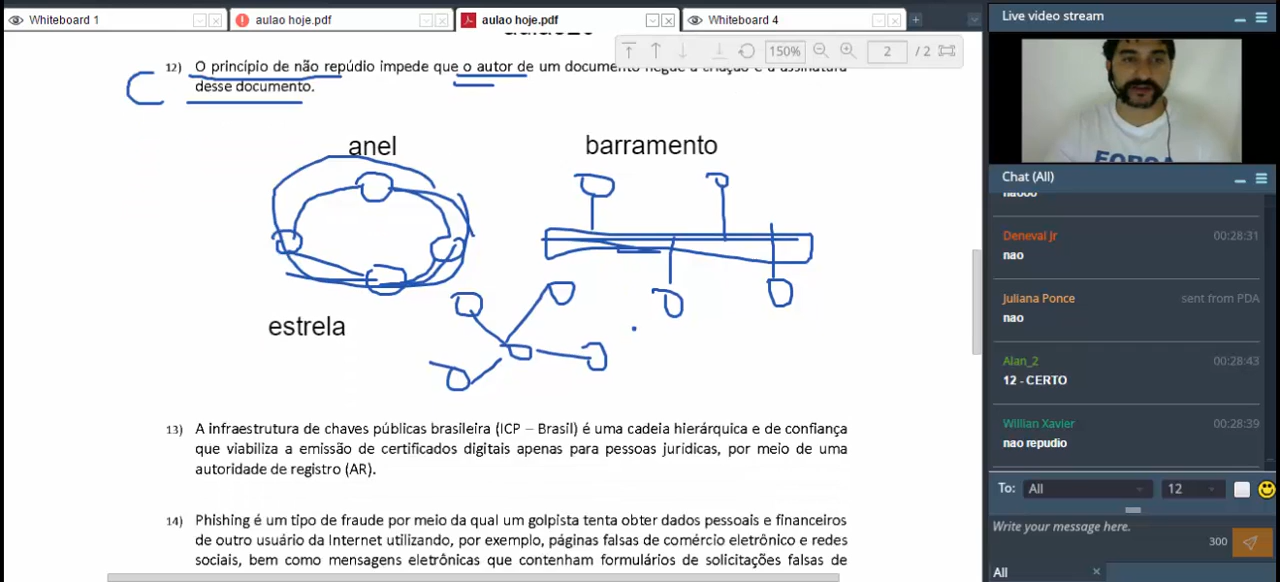 Whiteboard 1
aulao hoje.pdf
aulao hoje.pdf
Whiteboard 4
Live video stream
150%
2
/ 2
12) O princípio de não repúdio impede que o autor de um documento negue a criação e a assinatura
desse documento.
C
anel
barramento
estrela
13) A infraestrutura de chaves públicas brasileira (ICP – Brasil) é uma cadeia hierárquica e de confiança
que viabiliza a emissão de certificados digitais apenas para pessoas jurídicas, por meio de uma
autoridade de registro (AR).
14) Phishing é um tipo de fraude por meio da qual um golpista tenta obter dados pessoais e financeiros
de outro usuário da Internet utilizando, por exemplo, páginas falsas de comércio eletrônico e redes
sociais, bem como mensagens eletrônicas que contenham formulários de solicitações falsas de
Chat (All)
naooo
Deneval Jr 00:28:31
nao
Juliana Ponce sent from PDA
nao
Alan_2 00:28:43
12 - CERTO
Willian Xavier 00:28:39
nao repudio
To: All 12
Write your message here.
300
All